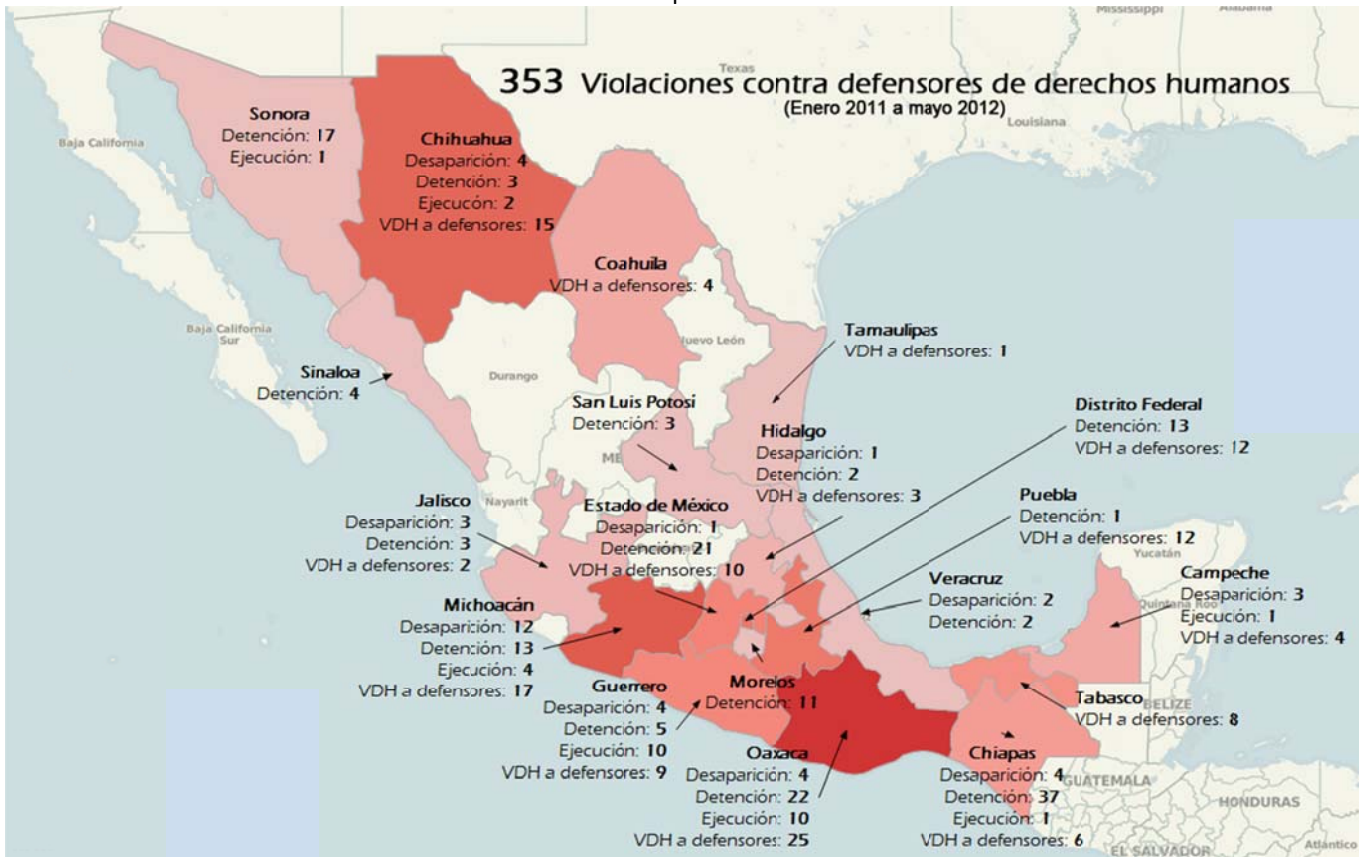 Mississippi
Alabama
Texas
353 Violaciones contra defensores de derechos humanos
(Enero 2011 a mayo 2012)
Louisiana
Baja California
Sonora
Detención: 17
Ejecución: 1
Chihuahua
Desaparición: 4
Detención: 3
Ejecucón: 2
VDH a defensores: 15
Coahuila
VDH a defensores: 4
Baja California
Sur
Nuevo León
Tamaulipas
VDH a defensores: 1
Sinaloa
Detención: 4
Durango
San Luis Potosí
Detención: 3
Hidalgo
Desaparición: 1
Detención: 2
VDH a defensores: 3
Distrito Federal
Detención: 13
VDH a defensores: 12
MÉ
Nayarit
Jalisco
Desaparición: 3
Detención: 3
VDH a defensores: 2
Estado de México
Desaparición: 1
Detención: 21
VDH a defensores: 10
Puebla
Detención: 1
VDH a defensores: 12
Yucatán
Quintana Roo
Veracruz
Desaparición: 2
Detención: 2
Campeche
Desaparición: 3
Ejecución: 1
VDH a defensores: 4
Michoacán
Desaparición: 12
Detención: 13
Ejecución: 4
VDH a defensores: 17
Guerrero
Desaparición: 4
Detención: 5
Ejecución: 10
VDH a defensores: 9
Morelos
Detención: 11
Tabasco
VDH a defensores: 8
BELIZE
Oaxaca
Desaparición: 4
Detención: 22
Ejecución: 10
VDH a defensores: 25
Chiapas
Desaparición: 4
Detención: 37
Ejecución: 1
VDH a defensores: 6
GUATEMALA
HONDURAS
EL SALVADOR
Atlántico